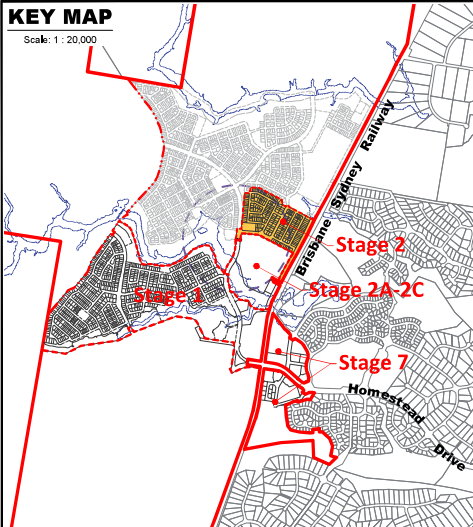 KEY MAP
Scale: 1 : 20,000
Brisbane Sydney Railway
Stage 2
Stage 1
Stage 2A-2C
Stage 7
Homestead Drive